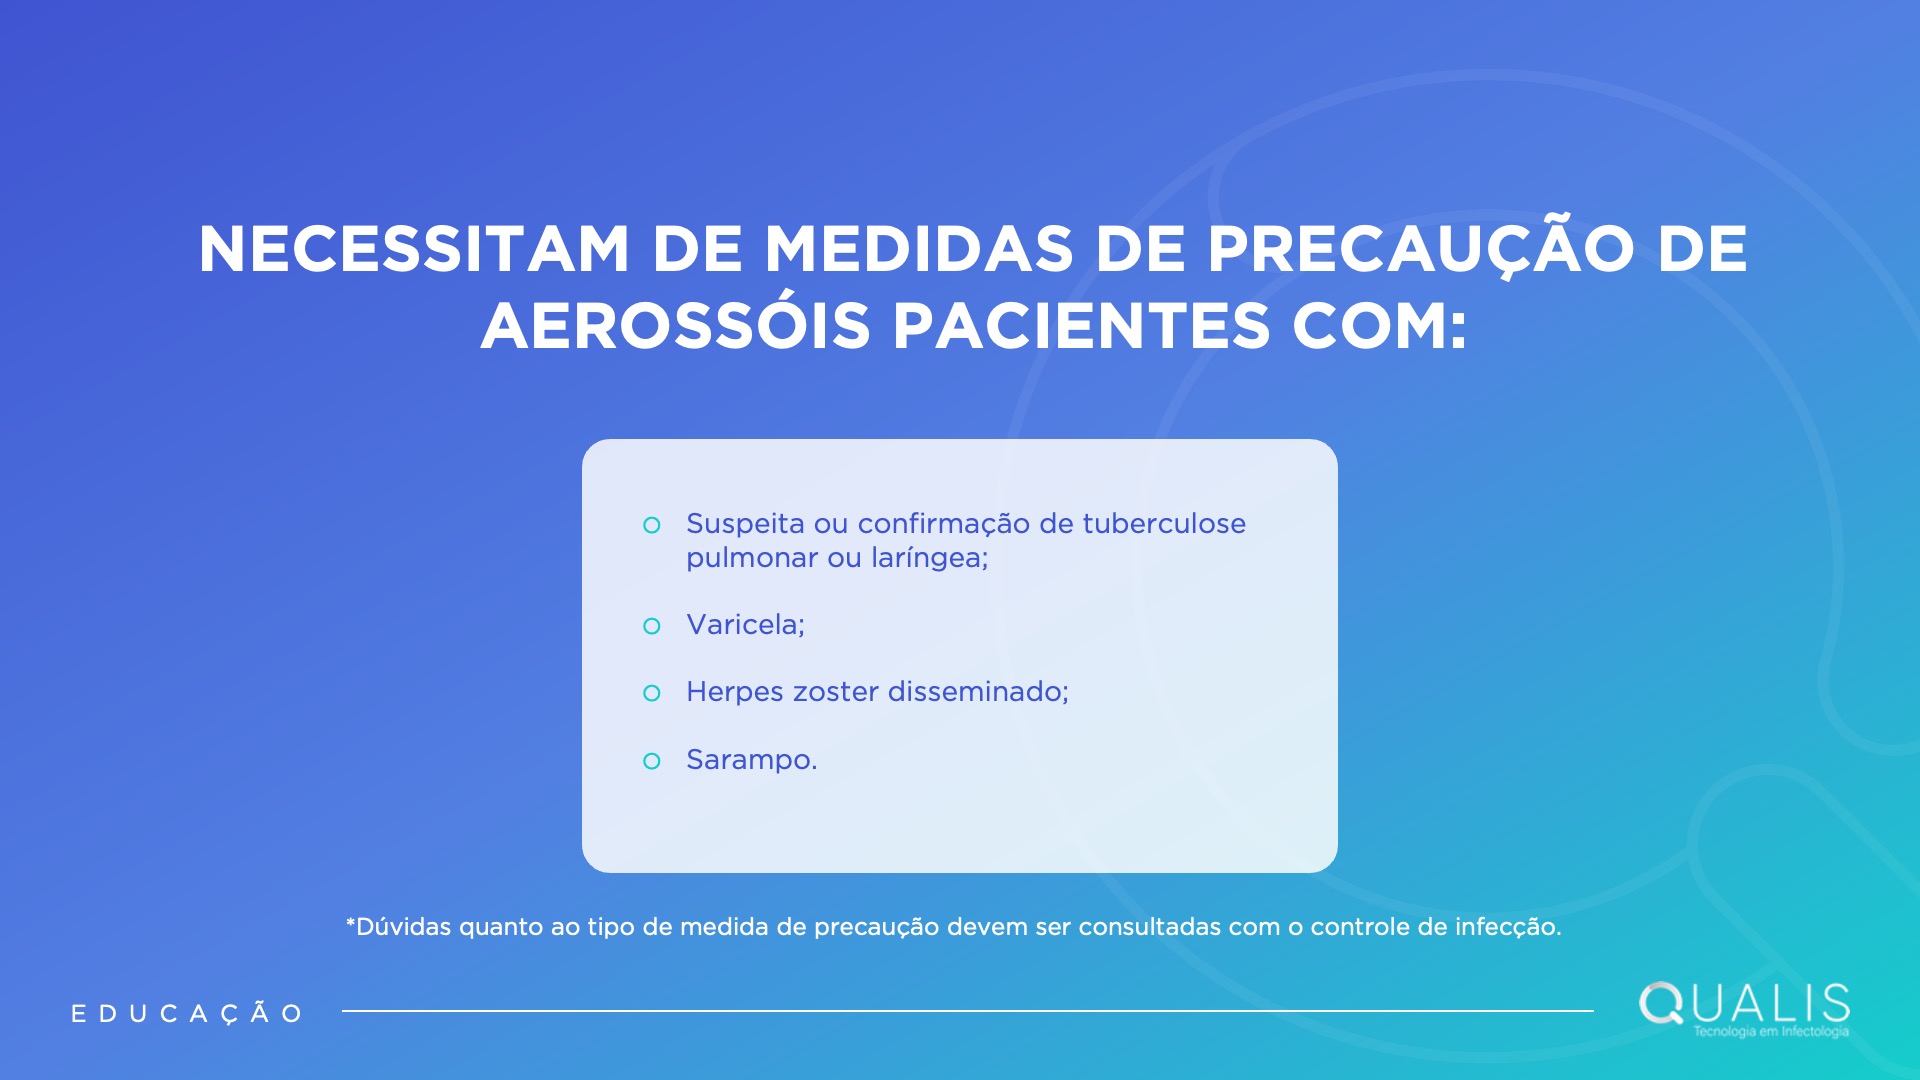 NECESSITAM DE MEDIDAS DE PRECAUÇÃO DE
AEROSSÓIS PACIENTES COM:
Suspeita ou confirmação de tuberculose
pulmonar ou laríngea;
Varicela;
Herpes zoster disseminado;
Sarampo.
*Dúvidas quanto ao tipo de medida de precaução devem ser consultadas com o controle de infecção.
EDUCAÇÃO
QUALIS
Tecnologia em Infectologia